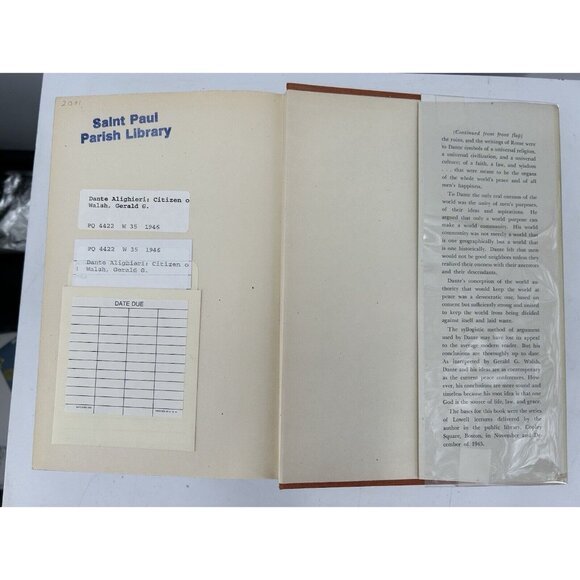 2001
Saint Paul
Parish Library
Dante Alighieri: Citizen o
Walsh, Gerald G.
PQ 4422 W 35 1946
PQ 4422 W 35 1946
Dante Alighieri: Citizen o
Walsh, Gerald G.
DATE DUE
(Continued from front flap)
the ruins, and the writings of Rome were
to Dante symbols of a universal religion,
a universal civilization, and a universal
culture; of a faith, a law, and wisdom
. . . that were meant to be the organs
of the whole world's peace and of all
men's happiness.
To Dante the only real oneness of the
world was the unity of men's purposes,
of their ideas and aspirations. He
argued that only a world purpose can
make a world community. His world
community was not merely a world that
is one geographically but a world that
is one historically. Dante felt that men
would not be good neighbors unless they
realized their oneness with their ancestors
and their descendants.
Dante's conception of the world au-
thority that would keep the world at
peace was a democratic one, based on
consent but sufficiently strong and united
to keep the world from being divided
against itself and laid waste.
The syllogistic method of argument
used by Dante may have lost its appeal
to the average modern reader. But his
conclusions are thoroughly up to date.
As interpreted by Gerald G. Walsh,
Dante and his ideas are as contemporary
as the current peace conferences. How-
ever, his conclusions are more sound and
timeless because his root idea is that one
God is the source of life, law, and grace.
The bases for this book were the series
of Lowell lectures delivered by the
author in the public library, Copley
Square, Boston, in November and De-
cember of 1945.